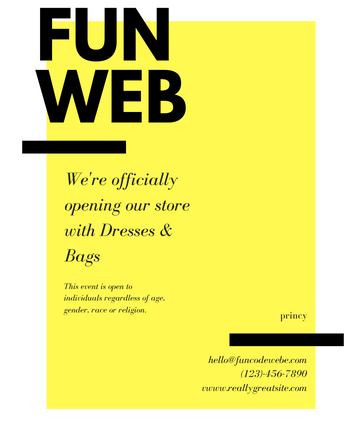 FUN
WEB
We're officially
opening our store
with Dresses &
Bags
This event is open to
individuals regardless of age,
gender, race or religion.
princy
hello@funcodewebe.com
(123)-456-7890
www.reallygreatsite.com